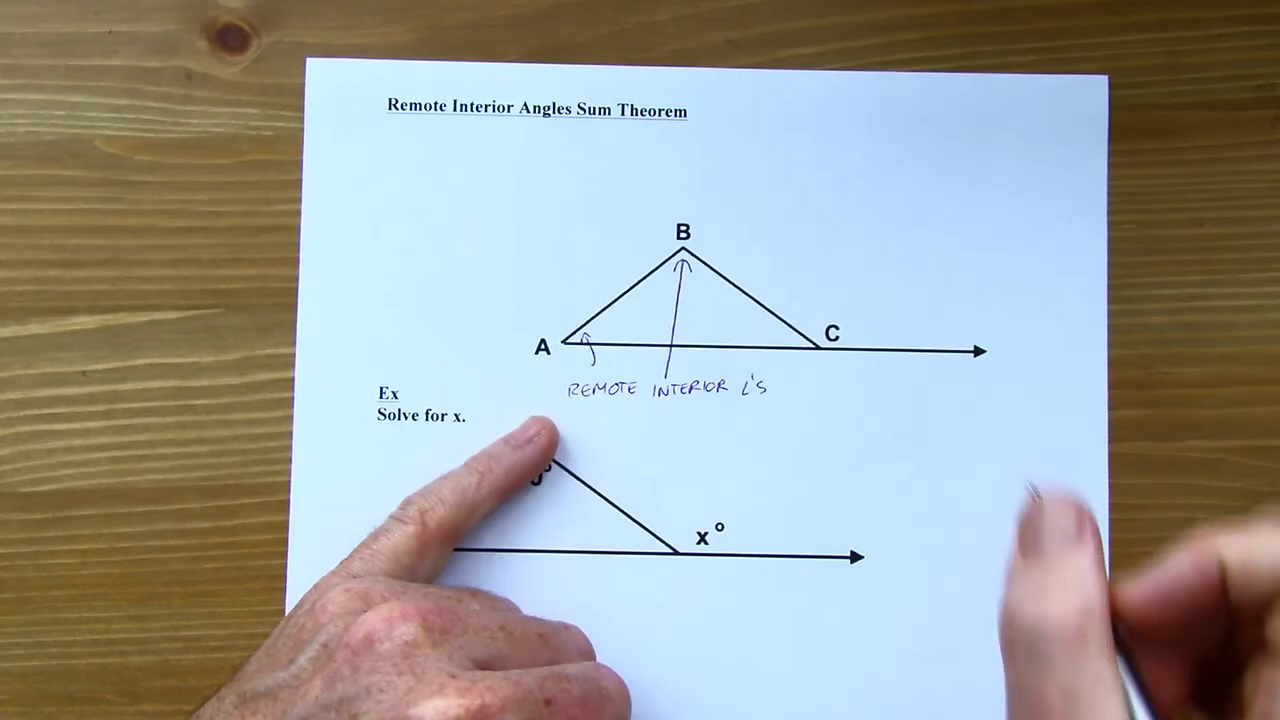 Remote Interior Angles Sum Theorem
B
A
C
REMOTE INTERIOR L'S
Ex
Solve for x.
x°